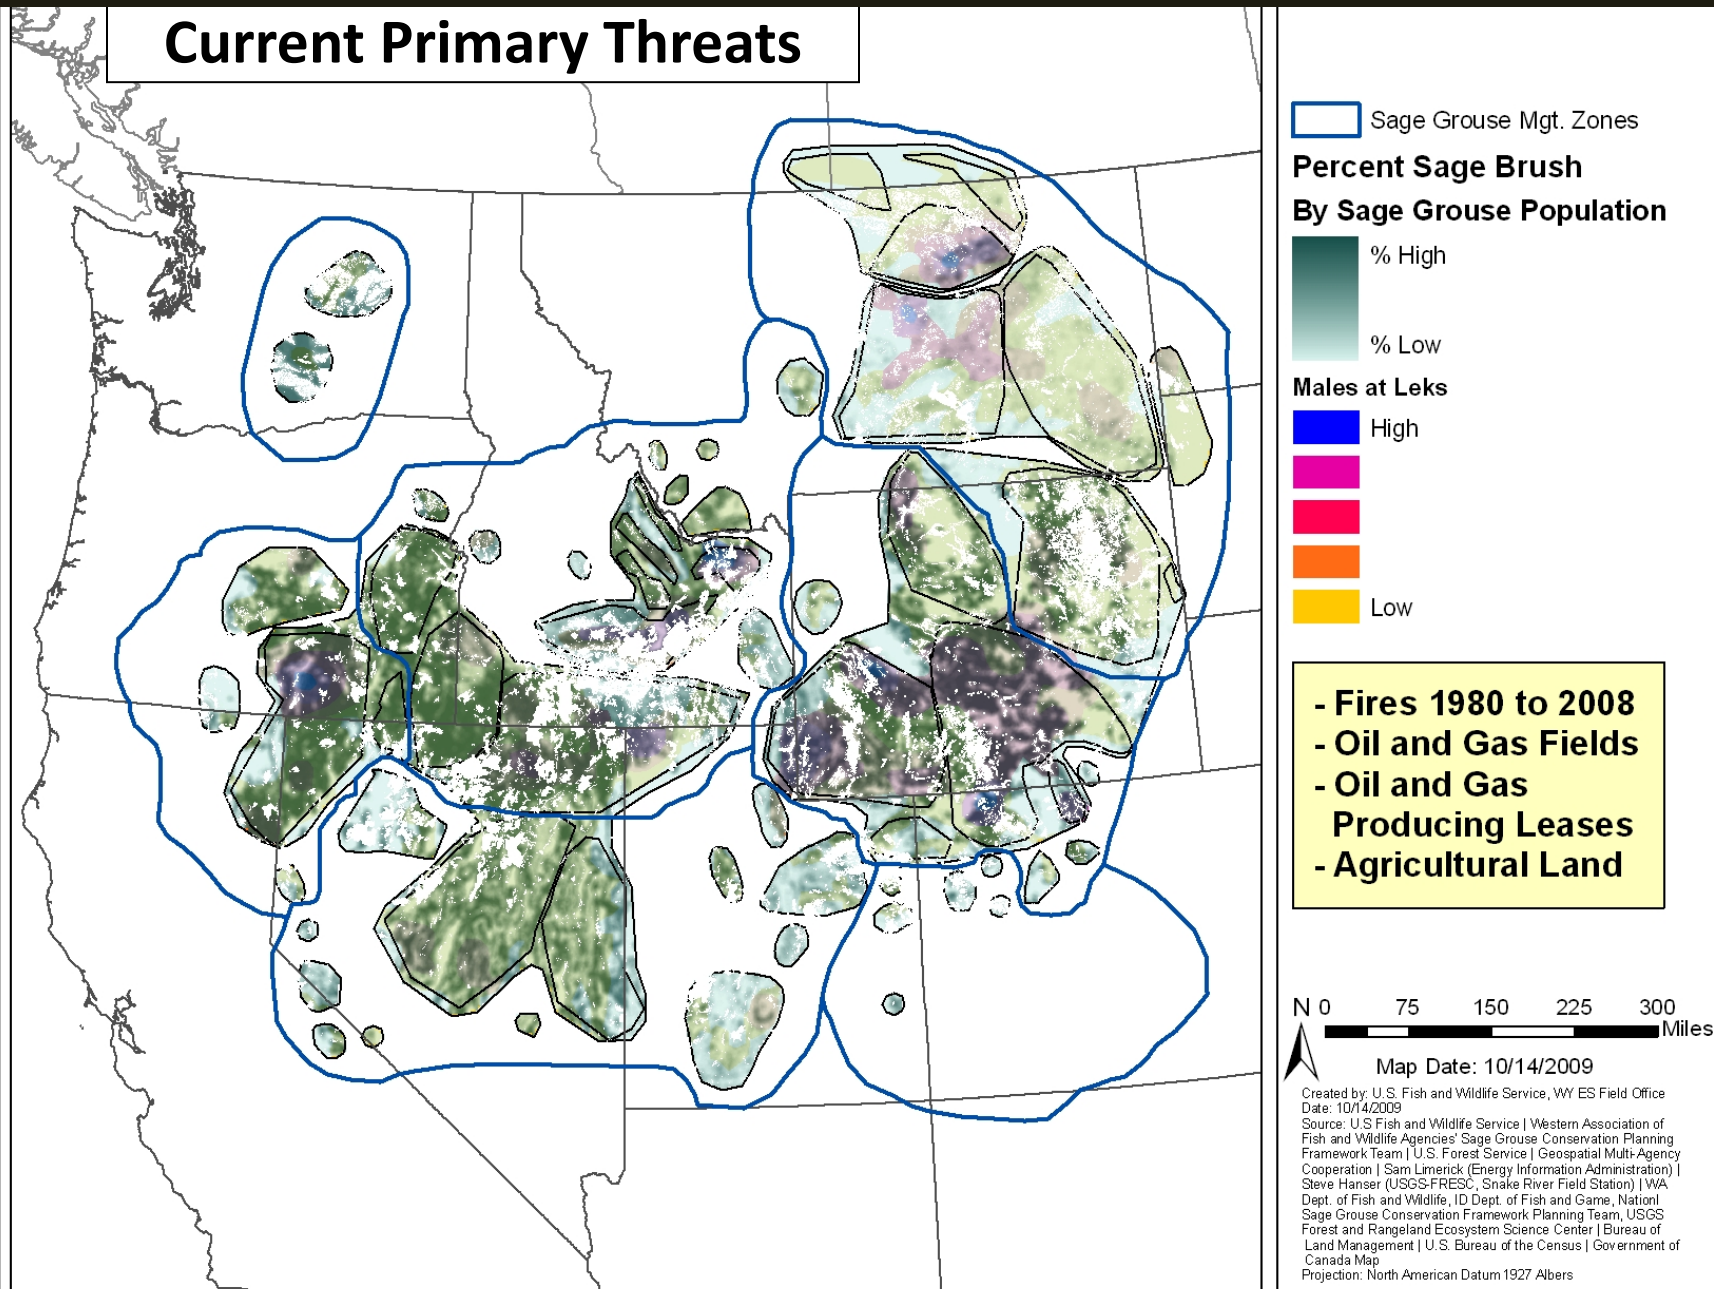 Current Primary Threats
Sage Grouse Mgt. Zones
Percent Sage Brush
By Sage Grouse Population
% High
% Low
Males at Leks
High
Low
- Fires 1980 to 2008
- Oil and Gas Fields
- Oil and Gas
Producing Leases
- Agricultural Land
N 0 75 150 225 300
Miles
Map Date: 10/14/2009
Created by: U.S. Fish and Wildlife Service, WY ES Field Office
Date: 10/14/2009
Source: U.S Fish and Wildlife Service | Western Association of
Fish and Wildlife Agencies' Sage Grouse Conservation Planning
Framework Team | U.S. Forest Service | Geospatial Multi-Agency
Cooperation | Sam Limerick (Energy Information Administration) |
Steve Hanser (USGS-FRESC, Snake River Field Station) | WA
Dept. of Fish and Wildlife, ID Dept. of Fish and Game, Nationl
Sage Grouse Conservation Framework Planning Team, USGS
Forest and Rangeland Ecosystem Science Center | Bureau of
Land Management | U.S. Bureau of the Census | Government of
Canada Map
Projection: North American Datum 1927 Albers